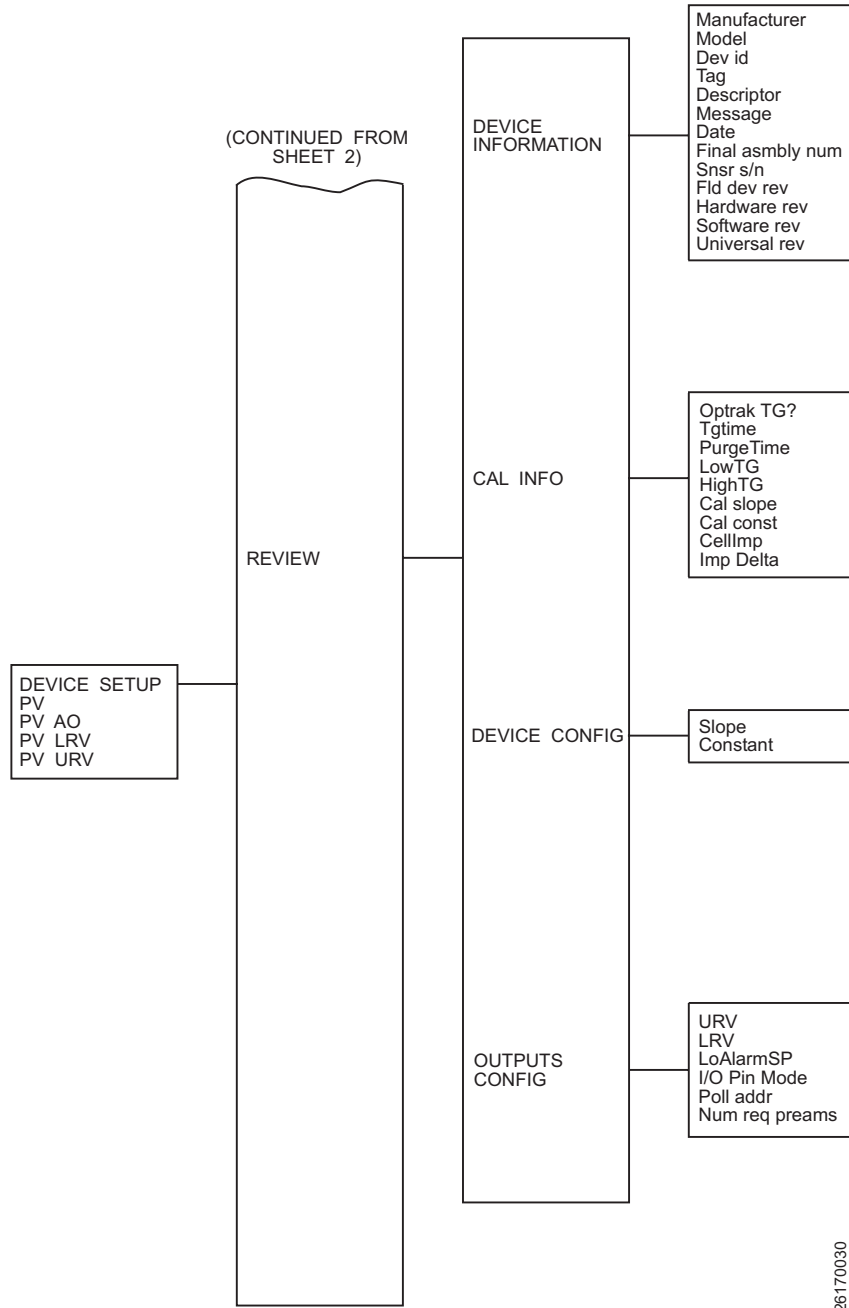 (CONTINUED FROM
SHEET 2)
DEVICE SETUP
PV
PV AO
PV LRV
PV URV
REVIEW
DEVICE
INFORMATION
CAL INFO
DEVICE CONFIG
OUTPUTS
CONFIG
Manufacturer
Model
Dev id
Tag
Descriptor
Message
Date
Final asmbly num
Snsr s/n
Fld dev rev
Hardware rev
Software rev
Universal rev
Optrak TG?
Tgtime
PurgeTime
LowTG
HighTG
Cal slope
Cal const
CellImp
Imp Delta
Slope
Constant
URV
LRV
LoAlarmSP
I/O Pin Mode
Poll addr
Num req preams
26170030